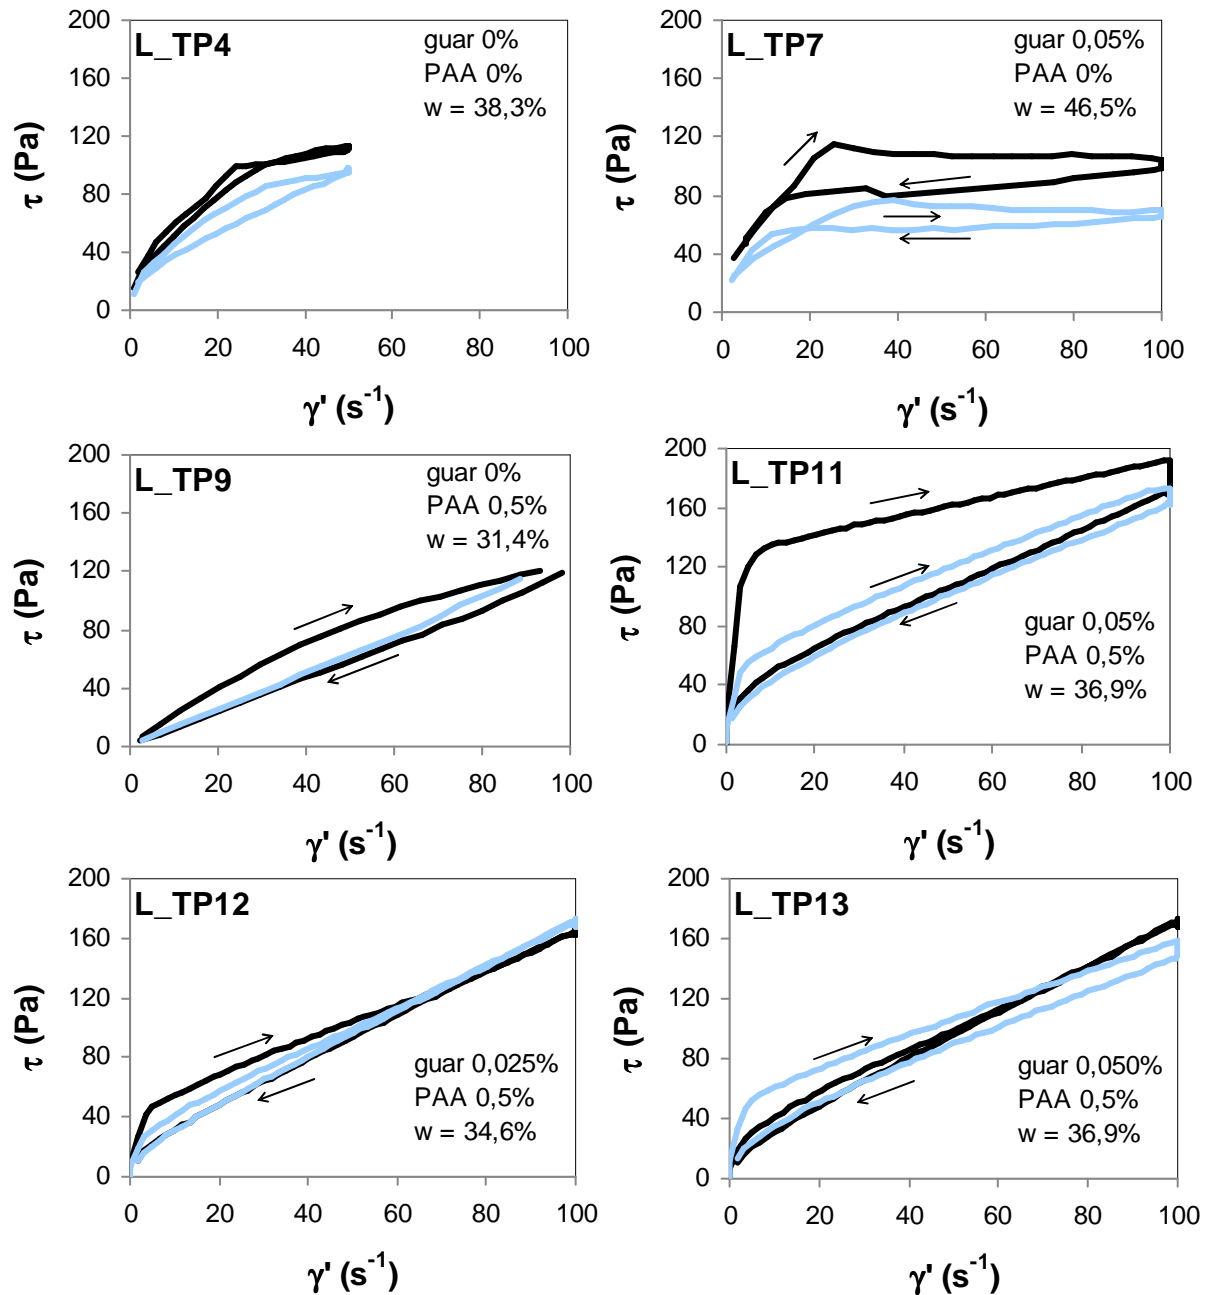 L_TP4
guar 0%
PAA 0%
w = 38,3%
τ (Pa)
200
160
120
80
40
0
0 20 40 60 80 100
γ' (s⁻¹)
L_TP7
guar 0,05%
PAA 0%
w = 46,5%
τ (Pa)
200
160
120
80
40
0
0 20 40 60 80 100
γ' (s⁻¹)
L_TP9
guar 0%
PAA 0,5%
w = 31,4%
τ (Pa)
200
160
120
80
40
0
0 20 40 60 80 100
γ' (s⁻¹)
L_TP11
guar 0,05%
PAA 0,5%
w = 36,9%
τ (Pa)
200
160
120
80
40
0
0 20 40 60 80 100
γ' (s⁻¹)
L_TP12
guar 0,025%
PAA 0,5%
w = 34,6%
τ (Pa)
200
160
120
80
40
0
0 20 40 60 80 100
γ' (s⁻¹)
L_TP13
guar 0,050%
PAA 0,5%
w = 36,9%
τ (Pa)
200
160
120
80
40
0
0 20 40 60 80 100
γ' (s⁻¹)